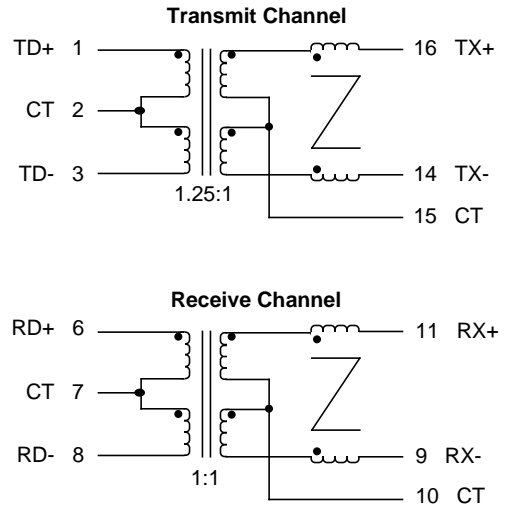 Transmit Channel
TD+ 1
16 TX+
CT 2
TD- 3
14 TX-
1.25:1
15 CT
Receive Channel
RD+ 6
11 RX+
CT 7
RD- 8
9 RX-
1:1
10 CT